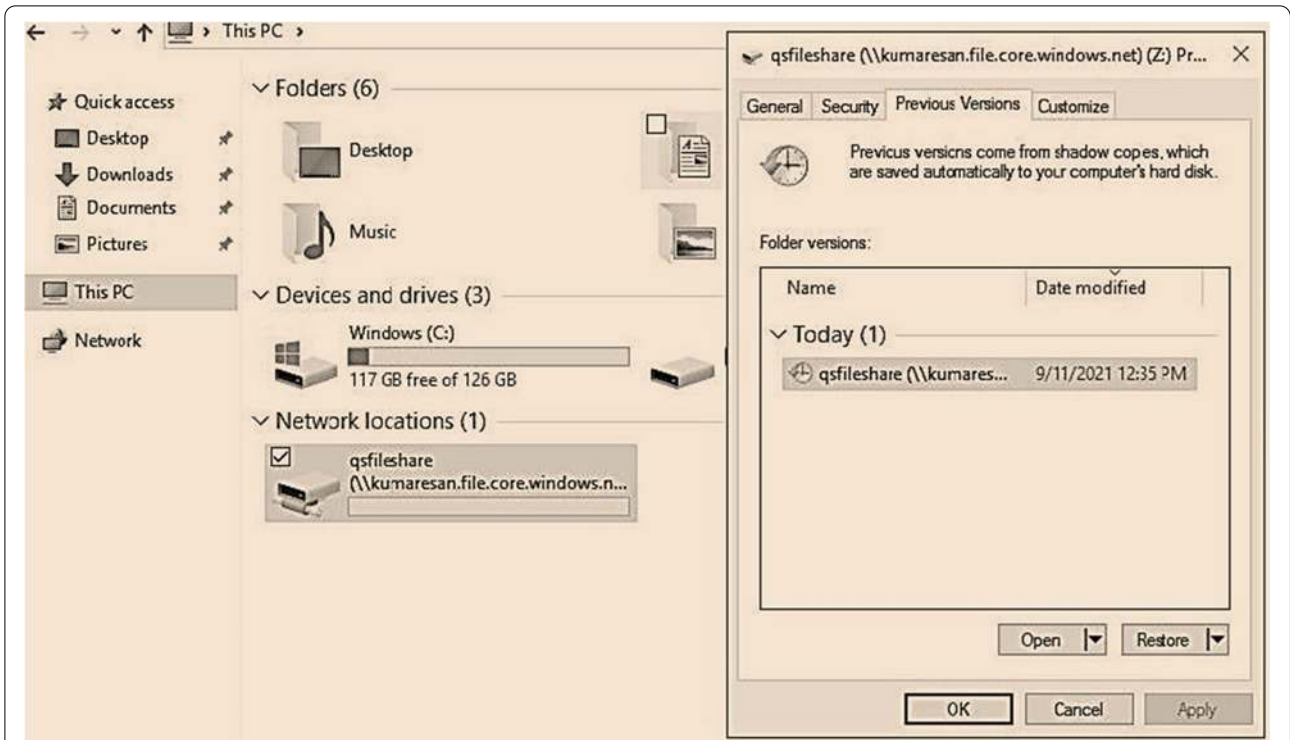 This PC
Quick access
Desktop
Downloads
Documents
Pictures
This PC
Network
Folders (6)
Desktop
Music
Devices and drives (3)
Windows (C:)
117 GB free of 126 GB
Network locations (1)
qsfileshare
(\\kumaresan.file.core.windows.n...
qsfileshare (\\kumaresan.file.core.windows.net) (Z:) Pr...
General Security Previous Versions Customize
Previcus versicns come from shadow copes, which
are saved automatically to your computer's hard disk.
Folder versions:
Name Date modified
Today (1)
qsfileshare (\\kumares... 9/11/2021 12:35 PM
Open Restore
OK Cancel Apply